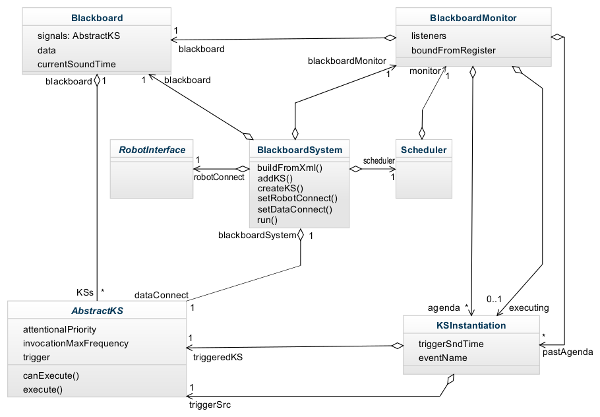 Blackboard
signals: AbstractKS
data
currentSoundTime
BlackboardMonitor
listeners
boundFromRegister
1
blackboard
blackboardMonitor
1
monitor
1
blackboard
1
1
blackboard
RobotInterface
1
robotConnect
BlackboardSystem
buildFromXml()
addKS()
createKS()
setRobotConnect()
setDataConnect()
run()
scheduler
1
Scheduler
blackboardSystem
1
KSs
*
dataConnect
1
agenda
*
0..1
executing
*
pastAgenda
AbstractKS
attentionalPriority
invocationMaxFrequency
trigger
canExecute()
execute()
1
triggeredKS
1
triggerSrc
KSInstantiation
triggerSndTime
eventName